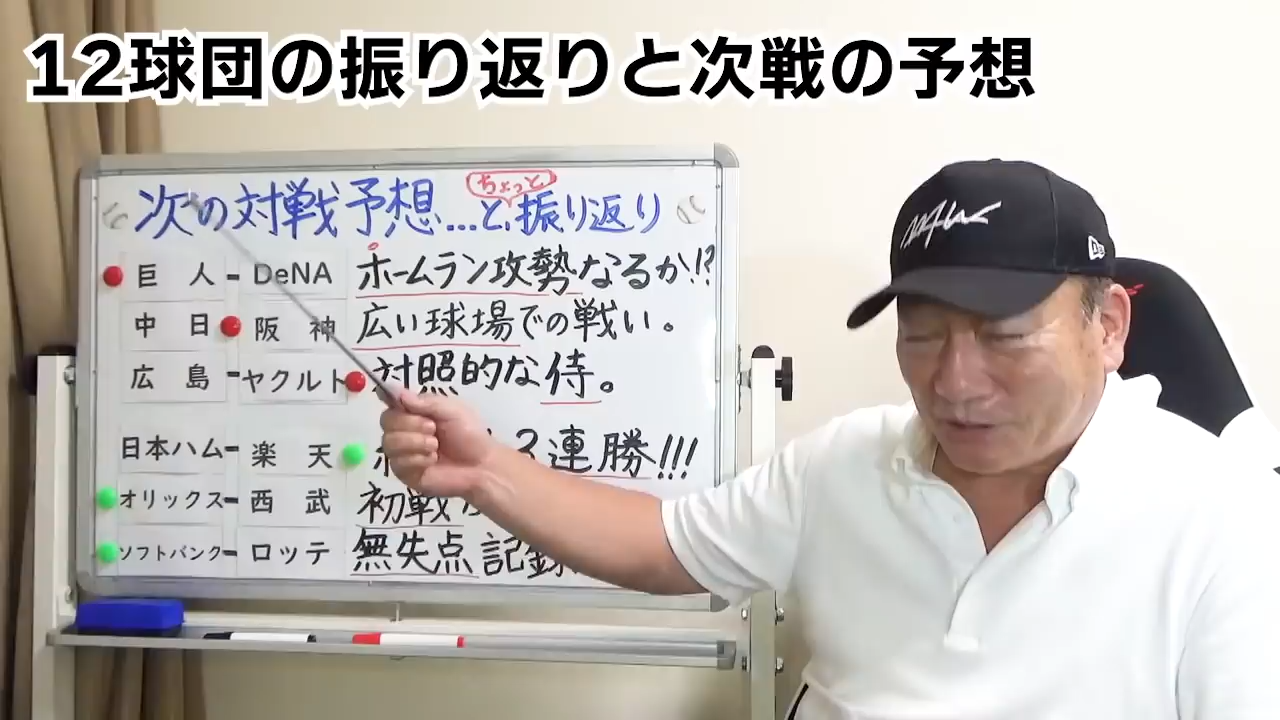 12球団の振り返りと次戦の予想
ちょっと
次の対戦予想...と、振り返り
巨人-DeNA ホームラン攻勢なるか!?
中日 阪神 広い球場での戦い。
広島-ヤクルト 対照的な侍。
日本ハム-楽天 3連勝!!!
オリックス-西武 初戦
ソフトバンク-ロッテ 無失点記録